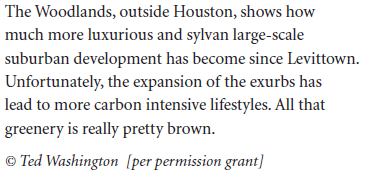 The Woodlands, outside Houston, shows how
much more luxurious and sylvan large-scale
suburban development has become since Levittown.
Unfortunately, the expansion of the exurbs has
lead to more carbon intensive lifestyles. All that
greenery is really pretty brown.
© Ted Washington  [per permission grant]